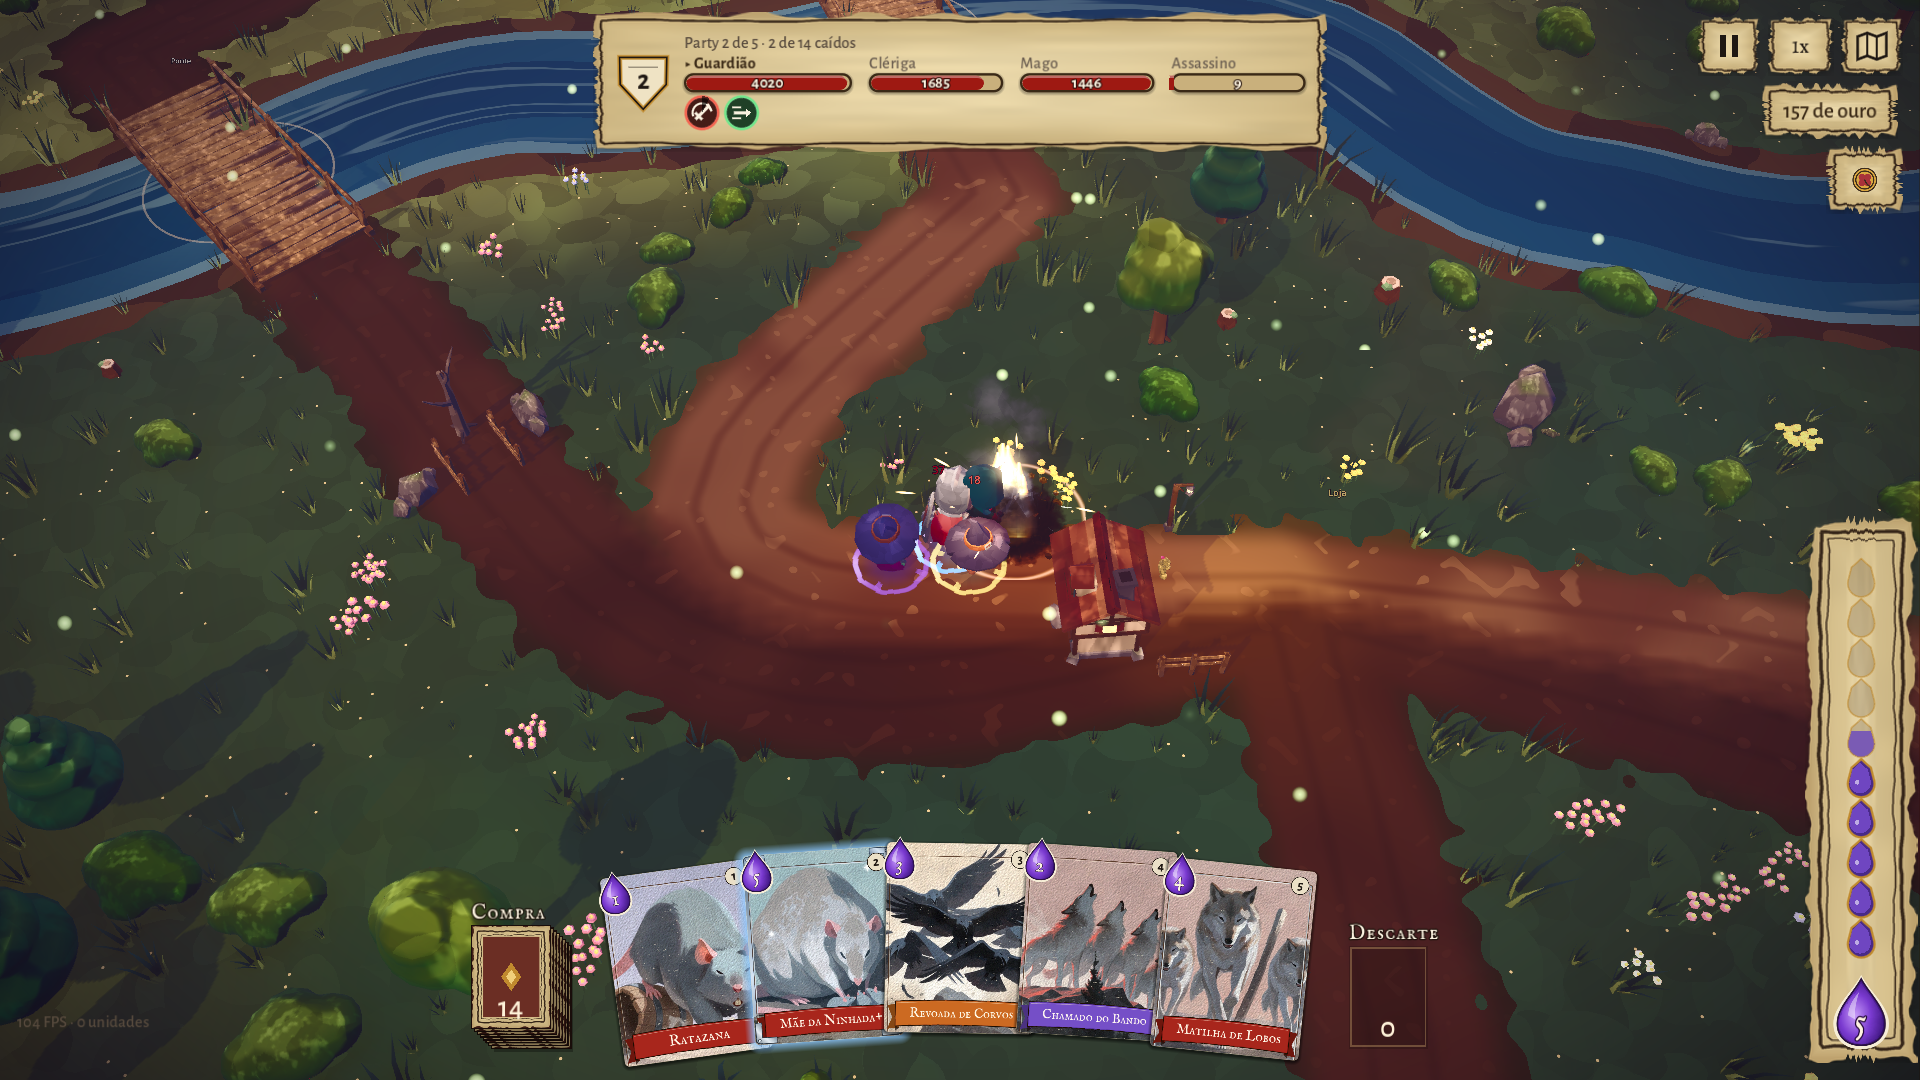 Party 2 de 5 · 2 de 14 caídos
2
Guardião
4020
Clériga
1685
Mago
1446
Assassino
9
1x
157 de ouro
Ponte
18
Loja
Compra
14
1
1
Ratazana
5
2
Mãe da Ninhada+
3
3
Revoada de Corvos
2
4
Chamado do Bando
4
5
Matilha de Lobos
Descarte
0
5
104 FPS · 0 unidades